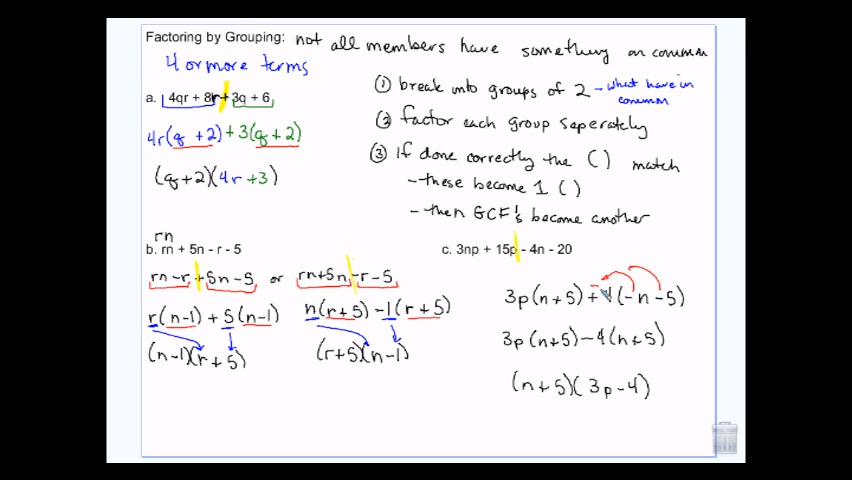 Factoring by Grouping: not all members have something in common
4 or more terms
① break into groups of 2 - what have in common
a. 4qr + 8r + 3q + 6
② factor each group seperately
4r(q + 2) + 3(q + 2)
③ if done correctly the ( ) match
(q + 2)(4r + 3)
- these become 1 ( )
- then GCF's become another
rn
b. rn + 5n - r - 5
c. 3np + 15p - 4n - 20
rn - r + 5n - 5 or rn + 5n - r - 5
3p(n + 5) + 4(-n - 5)
r(n - 1) + 5(n - 1)
n(r + 5) - 1(r + 5)
3p(n + 5) - 4(n + 5)
(n - 1)(r + 5)
(r + 5)(n - 1)
(n + 5)(3p - 4)